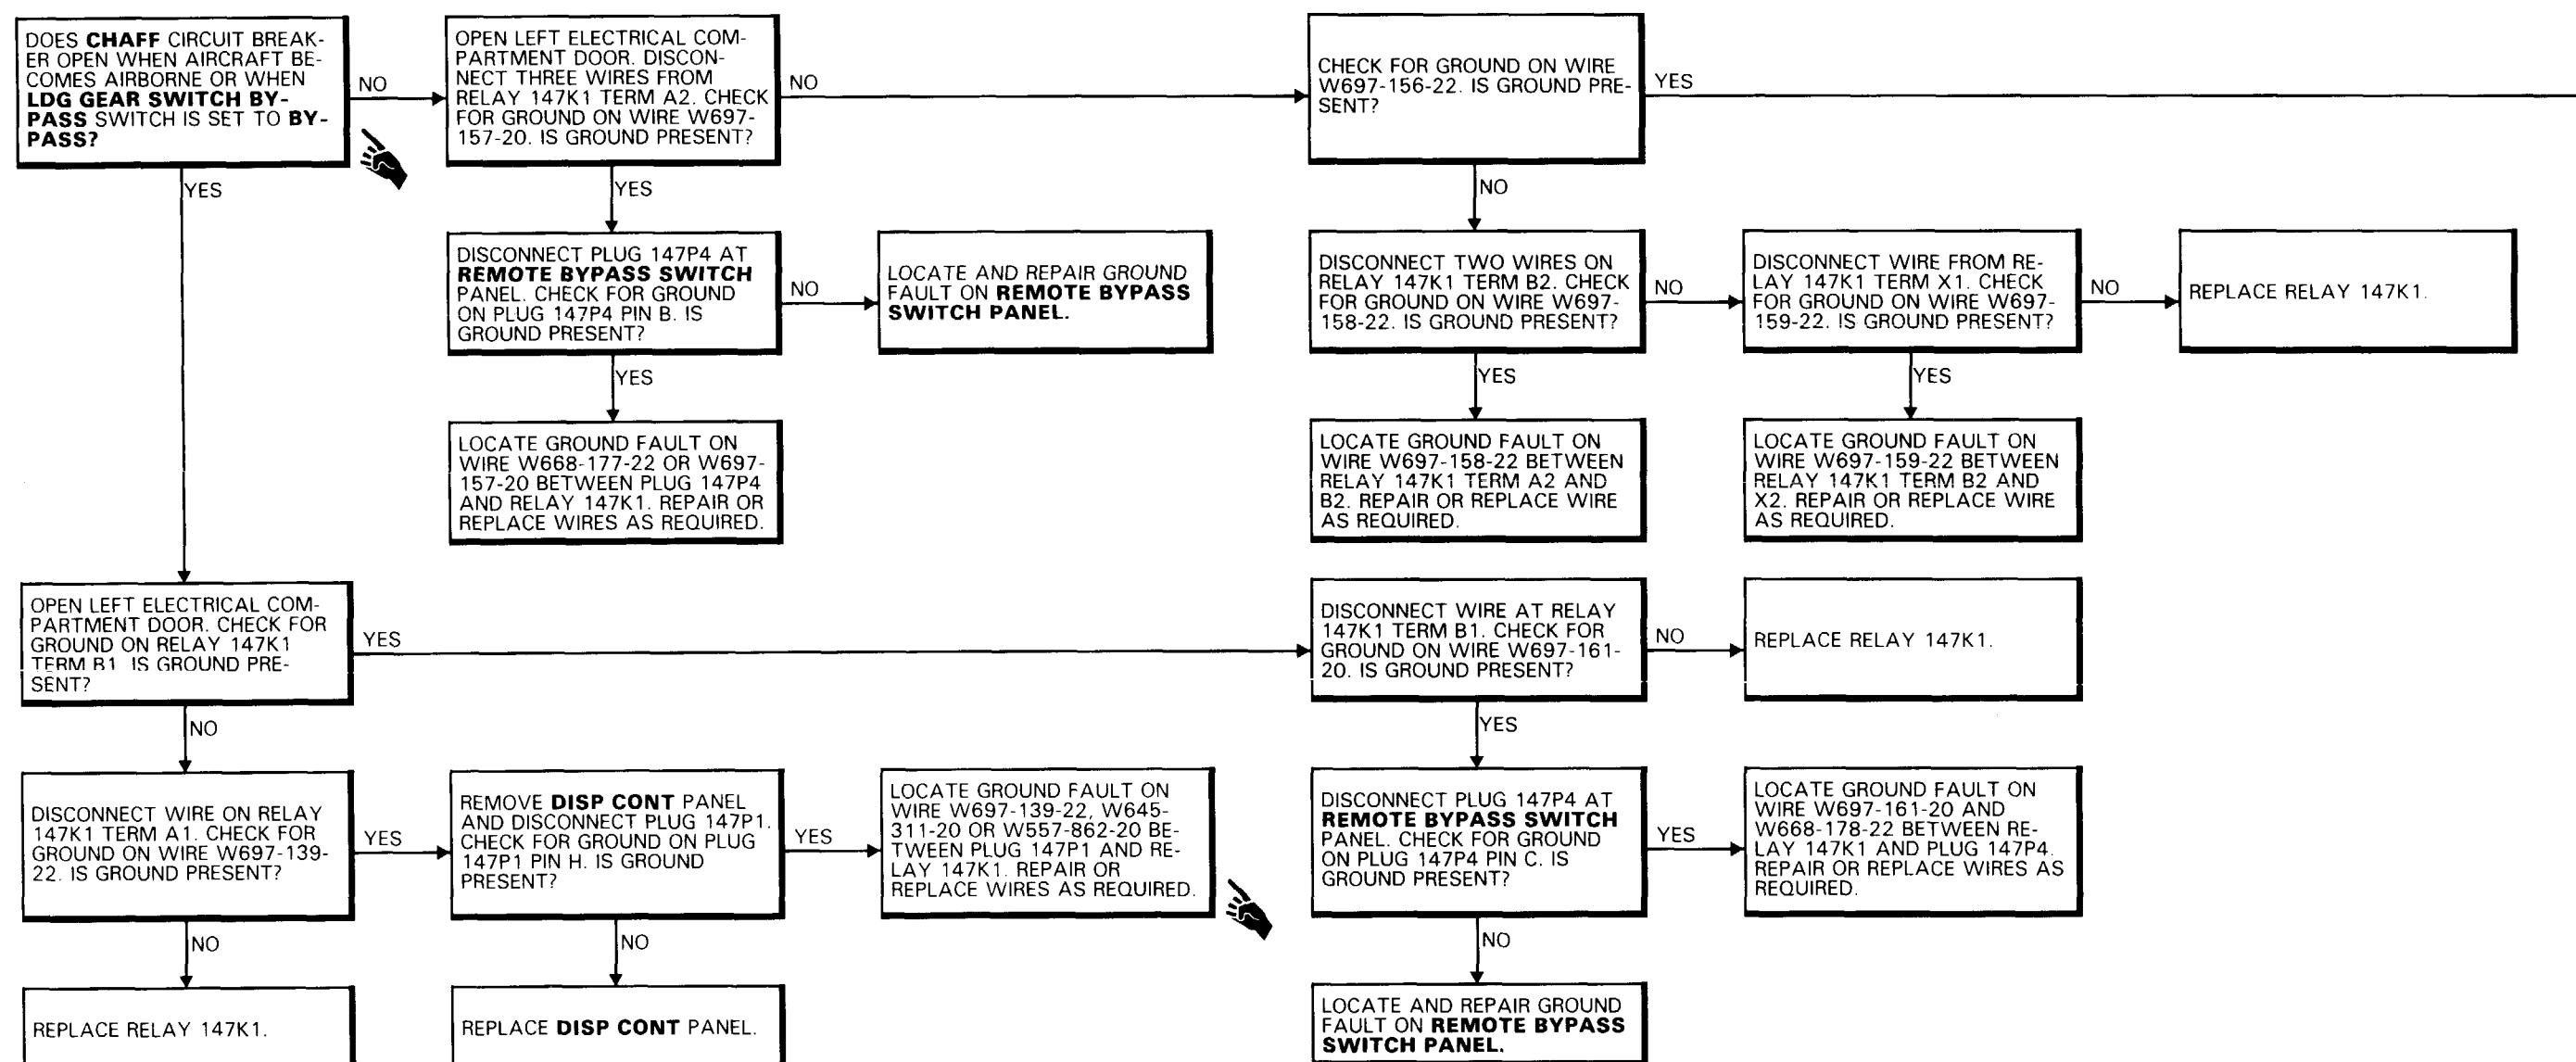 DOES CHAFF CIRCUIT BREAK-
ER OPEN WHEN AIRCRAFT BE-
COMES AIRBORNE OR WHEN
LDG GEAR SWITCH BY-
PASS SWITCH IS SET TO BY-
PASS?
NO
YES
OPEN LEFT ELECTRICAL COM-
PARTMENT DOOR. DISCON-
NECT THREE WIRES FROM
RELAY 147K1 TERM A2. CHECK
FOR GROUND ON WIRE W697-
157-20. IS GROUND PRESENT?
NO
YES
CHECK FOR GROUND ON WIRE
W697-156-22. IS GROUND PRE-
SENT?
YES
NO
DISCONNECT PLUG 147P4 AT
REMOTE BYPASS SWITCH
PANEL. CHECK FOR GROUND
ON PLUG 147P4 PIN B. IS
GROUND PRESENT?
NO
YES
LOCATE AND REPAIR GROUND
FAULT ON REMOTE BYPASS
SWITCH PANEL.
DISCONNECT TWO WIRES ON
RELAY 147K1 TERM B2. CHECK
FOR GROUND ON WIRE W697-
158-22. IS GROUND PRESENT?
NO
YES
DISCONNECT WIRE FROM RE-
LAY 147K1 TERM X1. CHECK
FOR GROUND ON WIRE W697-
159-22. IS GROUND PRESENT?
NO
YES
REPLACE RELAY 147K1.
LOCATE GROUND FAULT ON
WIRE W668-177-22 OR W697-
157-20 BETWEEN PLUG 147P4
AND RELAY 147K1. REPAIR OR
REPLACE WIRES AS REQUIRED.
LOCATE GROUND FAULT ON
WIRE W697-158-22 BETWEEN
RELAY 147K1 TERM A2 AND
B2. REPAIR OR REPLACE WIRE
AS REQUIRED.
LOCATE GROUND FAULT ON
WIRE W697-159-22 BETWEEN
RELAY 147K1 TERM B2 AND
X2. REPAIR OR REPLACE WIRE
AS REQUIRED.
OPEN LEFT ELECTRICAL COM-
PARTMENT DOOR. CHECK FOR
GROUND ON RELAY 147K1
TERM B1. IS GROUND PRE-
SENT?
YES
NO
DISCONNECT WIRE AT RELAY
147K1 TERM B1. CHECK FOR
GROUND ON WIRE W697-161-
20. IS GROUND PRESENT?
NO
YES
REPLACE RELAY 147K1.
DISCONNECT WIRE ON RELAY
147K1 TERM A1. CHECK FOR
GROUND ON WIRE W697-139-
22. IS GROUND PRESENT?
YES
NO
REMOVE DISP CONT PANEL
AND DISCONNECT PLUG 147P1.
CHECK FOR GROUND ON PLUG
147P1 PIN H. IS GROUND
PRESENT?
YES
NO
LOCATE GROUND FAULT ON
WIRE W697-139-22, W645-
311-20 OR W557-862-20 BE-
TWEEN PLUG 147P1 AND RE-
LAY 147K1. REPAIR OR
REPLACE WIRES AS REQUIRED.
DISCONNECT PLUG 147P4 AT
REMOTE BYPASS SWITCH
PANEL. CHECK FOR GROUND
ON PLUG 147P4 PIN C. IS
GROUND PRESENT?
YES
NO
LOCATE GROUND FAULT ON
WIRE W697-161-20 AND
W668-178-22 BETWEEN RE-
LAY 147K1 AND PLUG 147P4.
REPAIR OR REPLACE WIRES AS
REQUIRED.
REPLACE RELAY 147K1.
REPLACE DISP CONT PANEL.
LOCATE AND REPAIR GROUND
FAULT ON REMOTE BYPASS
SWITCH PANEL.